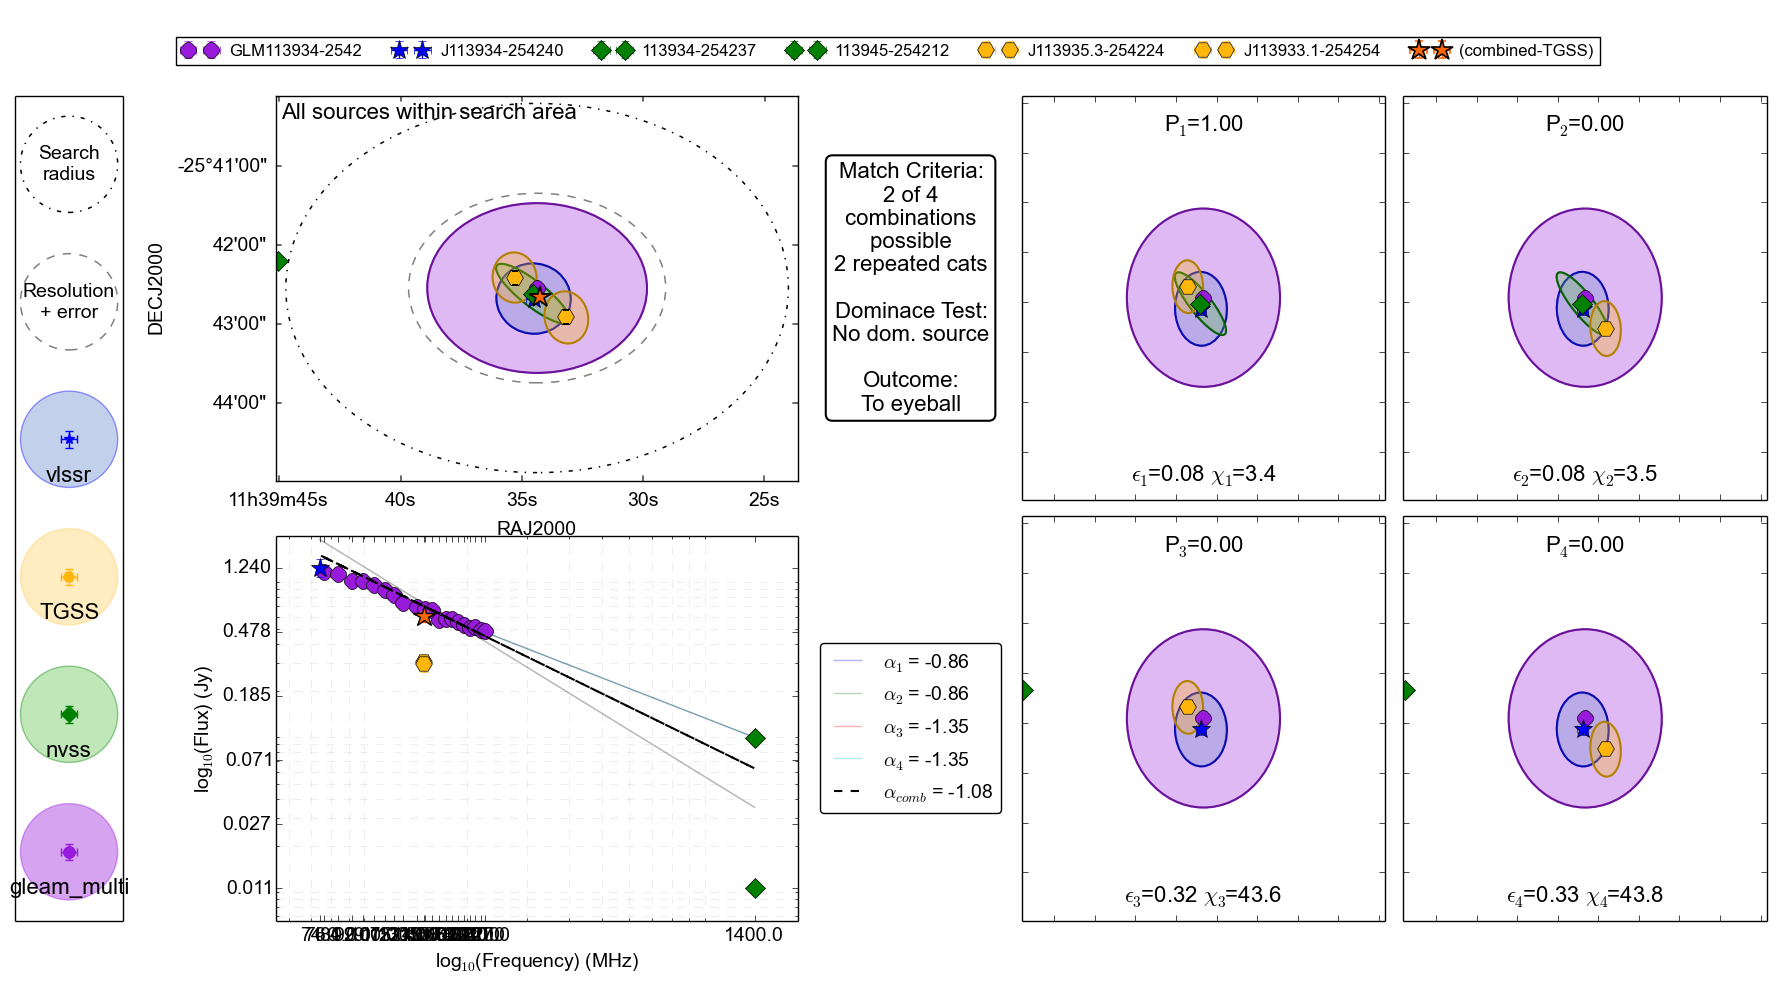 GLM113934-2542 J113934-254240 113934-254237 113945-254212 J113935.3-254224 J113933.1-254254 (combined-TGSS)
Search
radius
Resolution
+ error
vlssr
TGSS
nvss
gleam_multi
All sources within search area
DECJ2000
-25°41'00"
42'00"
43'00"
44'00"
11h39m45s 40s 35s 30s 25s
RAJ2000
Match Criteria:
2 of 4
combinations
possible
2 repeated cats
Dominace Test:
No dom. source
Outcome:
To eyeball
P1=1.00
ϵ1=0.08 χ1=3.4
P2=0.00
ϵ2=0.08 χ2=3.5
log10(Flux) (Jy)
1.240
0.478
0.185
0.071
0.027
0.011
1400.0
log10(Frequency) (MHz)
α1 = -0.86
α2 = -0.86
α3 = -1.35
α4 = -1.35
αcomb = -1.08
P3=0.00
ϵ3=0.32 χ3=43.6
P4=0.00
ϵ4=0.33 χ4=43.8